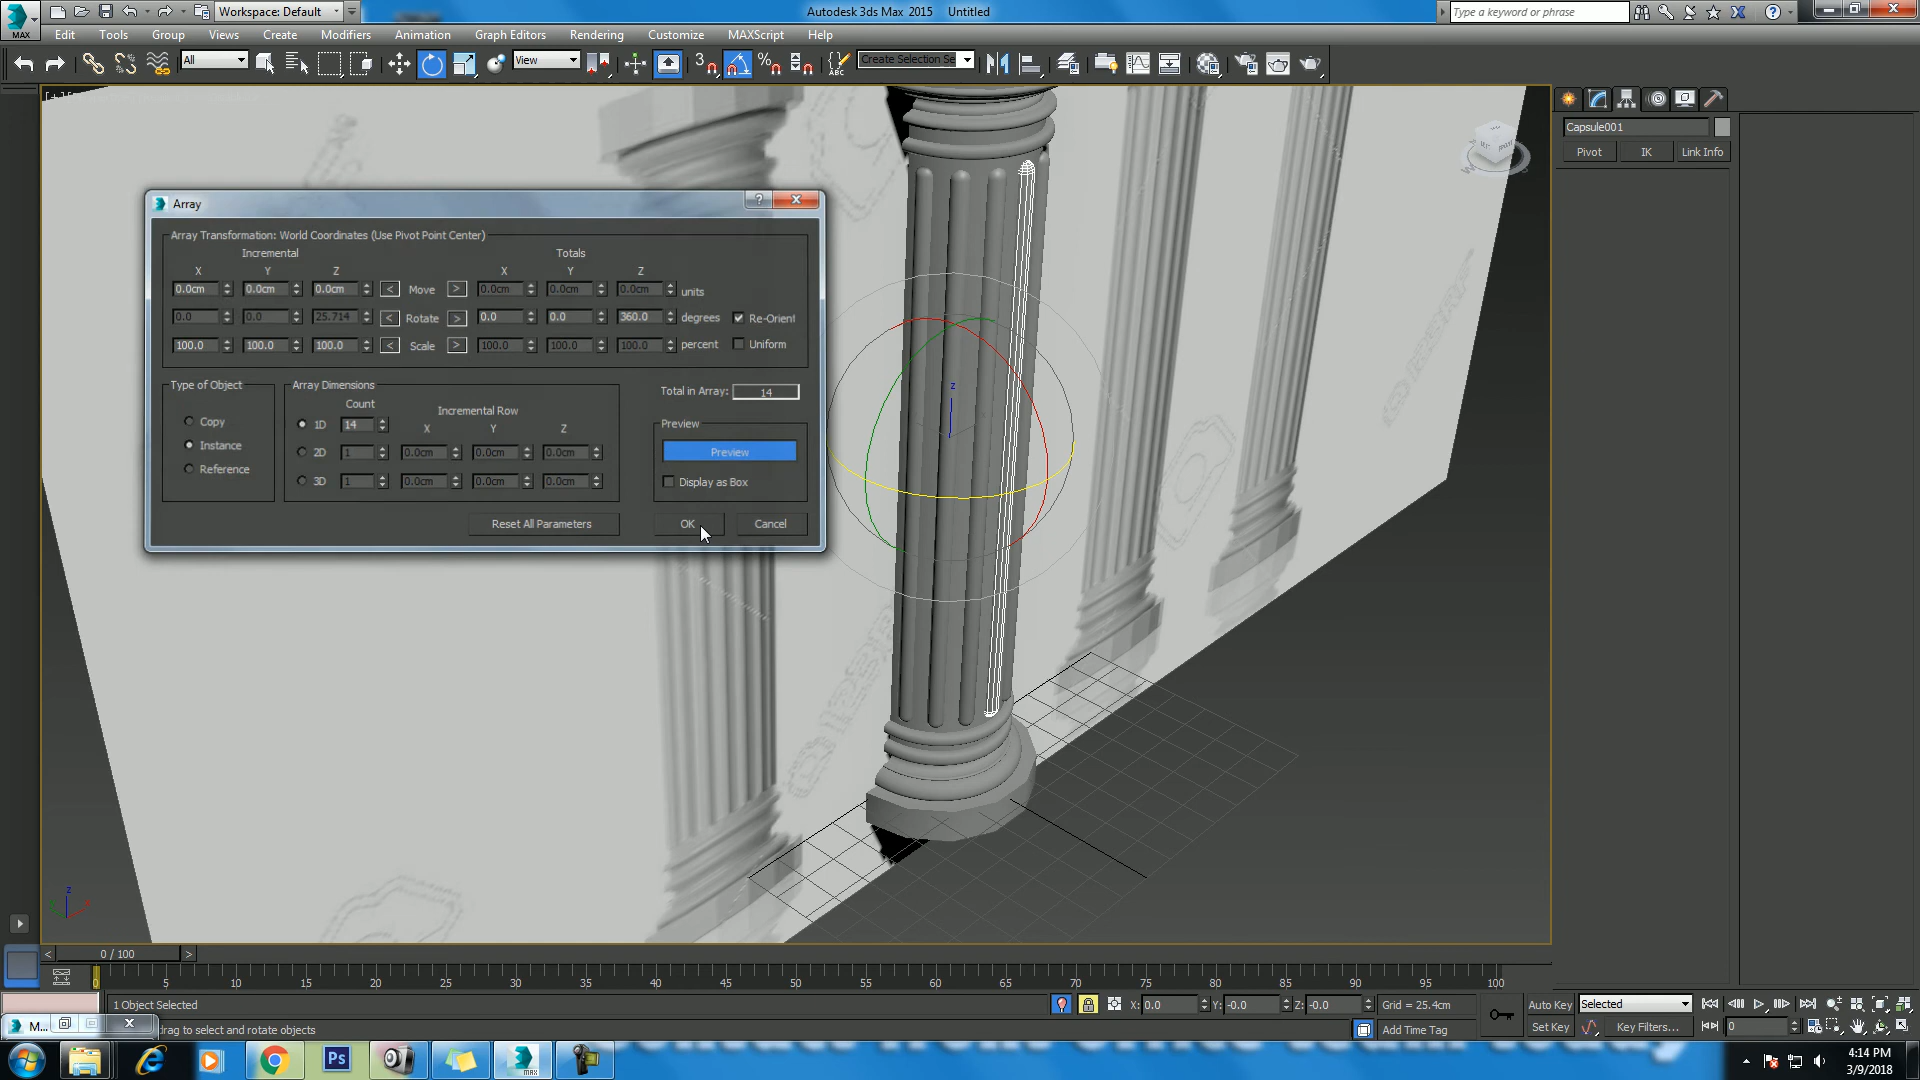 Workspace: Default
Autodesk 3ds Max 2015 Untitled
Type a keyword or phrase
MAX
Edit Tools Group Views Create Modifiers Animation Graph Editors Rendering Customize MAXScript Help
All
View
3
ABC
Create Selection Se
Capsule001
Pivot IK Link Info
Array
Array Transformation: World Coordinates (Use Pivot Point Center)
Incremental Totals
X Y Z X Y Z
0.0cm 0.0cm 0.0cm < Move > 0.0cm 0.0cm 0.0cm units
0.0 0.0 25.714 < Rotate > 0.0 0.0 360.0 degrees Re-Orient
100.0 100.0 100.0 < Scale > 100.0 100.0 100.0 percent Uniform
Type of Object Array Dimensions
Total in Array: 14
Count
Incremental Row
X Y Z
Copy
Instance
Reference
1D 14
2D 1 0.0cm 0.0cm 0.0cm
3D 1 0.0cm 0.0cm 0.0cm
Preview
Preview
Display as Box
Reset All Parameters OK Cancel
z
z
< 0 / 100 >
0 5 10 15 20 25 30 35 40 45 50 55 60 65 70 75 80 85 90 95 100
1 Object Selected
X: 0.0 Y: -0.0 Z: -0.0 Grid = 25.4cm
Auto Key Selected
M...
drag to select and rotate objects
Add Time Tag
Set Key Key Filters...
0
Ps
MAX
4:14 PM
3/9/2018